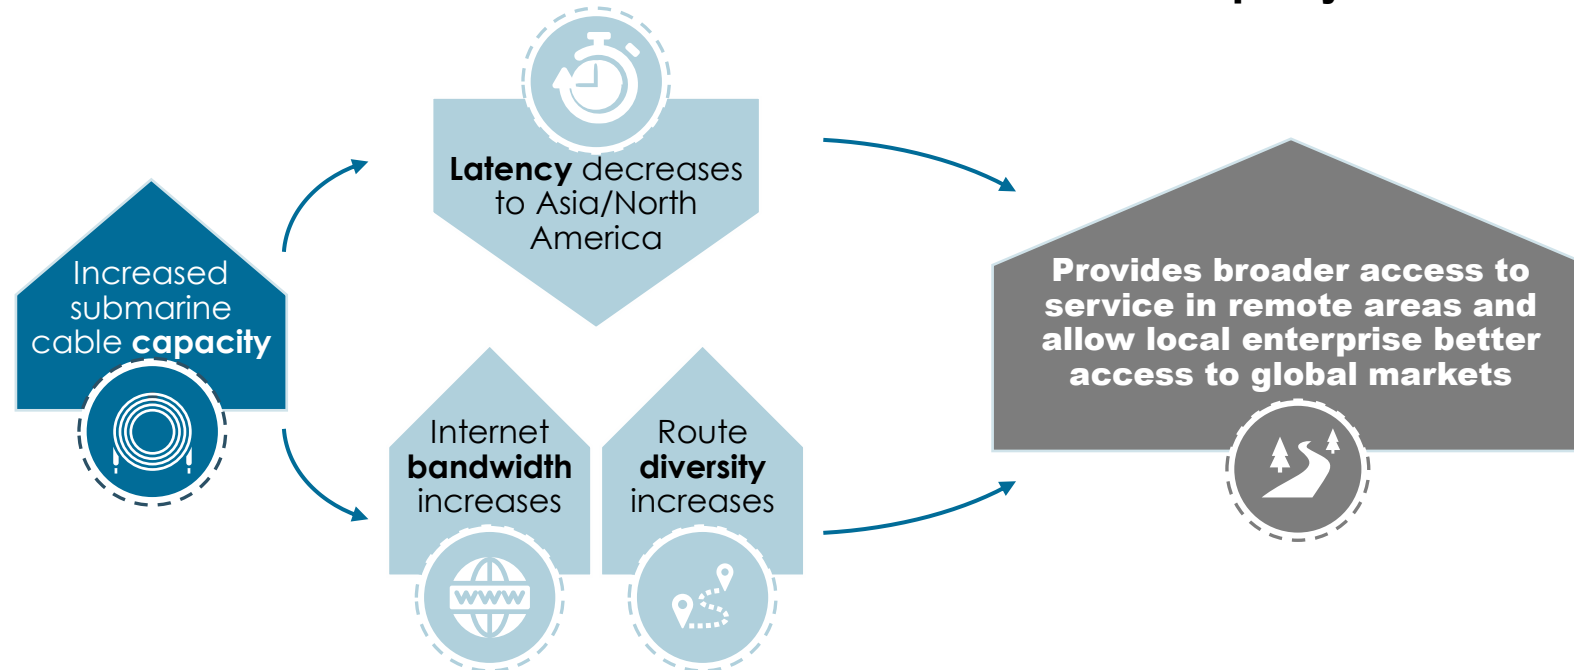 Increased
submarine
cable capacity
Latency decreases
to Asia/North
America
Internet
bandwidth
increases
www
Route
diversity
increases
Provides broader access to
service in remote areas and
allow local enterprise better
access to global markets